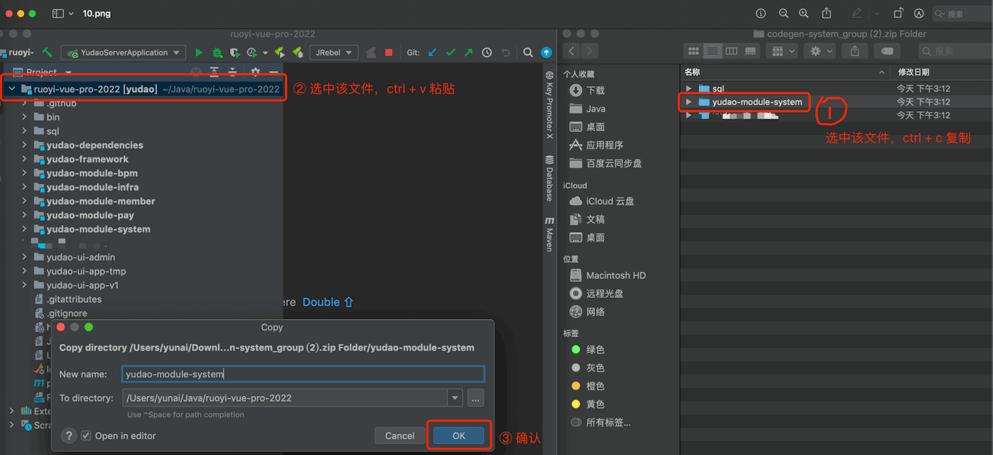 10.png
搜索
ruoyi-vue-pro-2022
ruoyi-
YudaoServerApplication
JRebel
Git:
Project
ruoyi-vue-pro-2022 [yudao] ~/Java/ruoyi-vue-pro-2022
② 选中该文件，ctrl + v 粘贴
.github
bin
sql
yudao-dependencies
yudao-framework
yudao-module-bpm
yudao-module-infra
yudao-module-member
yudao-module-pay
yudao-module-system
yudao-ui-admin
yudao-ui-app-tmp
yudao-ui-app-v1
.gitattributes
.gitignore
ere Double ⇧
Key Promoter X
Database
Maven
Copy
Copy directory /Users/yunai/Downl...n-system_group (2).zip Folder/yudao-module-system
New name:
yudao-module-system
To directory:
/Users/yunai/Java/ruoyi-vue-pro-2022
...
Use ^Space for path completion
?
Open in editor
Cancel
OK
③ 确认
Exte
Scra
codegen-system_group (2).zip Folder
搜索
个人收藏
下载
Java
桌面
应用程序
百度云同步盘
iCloud
iCloud 云盘
文稿
桌面
位置
Macintosh HD
远程光盘
网络
标签
绿色
灰色
橙色
黄色
所有标签...
名称
修改日期
sql
今天 下午3:12
yudao-module-system
今天 下午3:12
今天 下午3:12
①
选中该文件，ctrl + c 复制